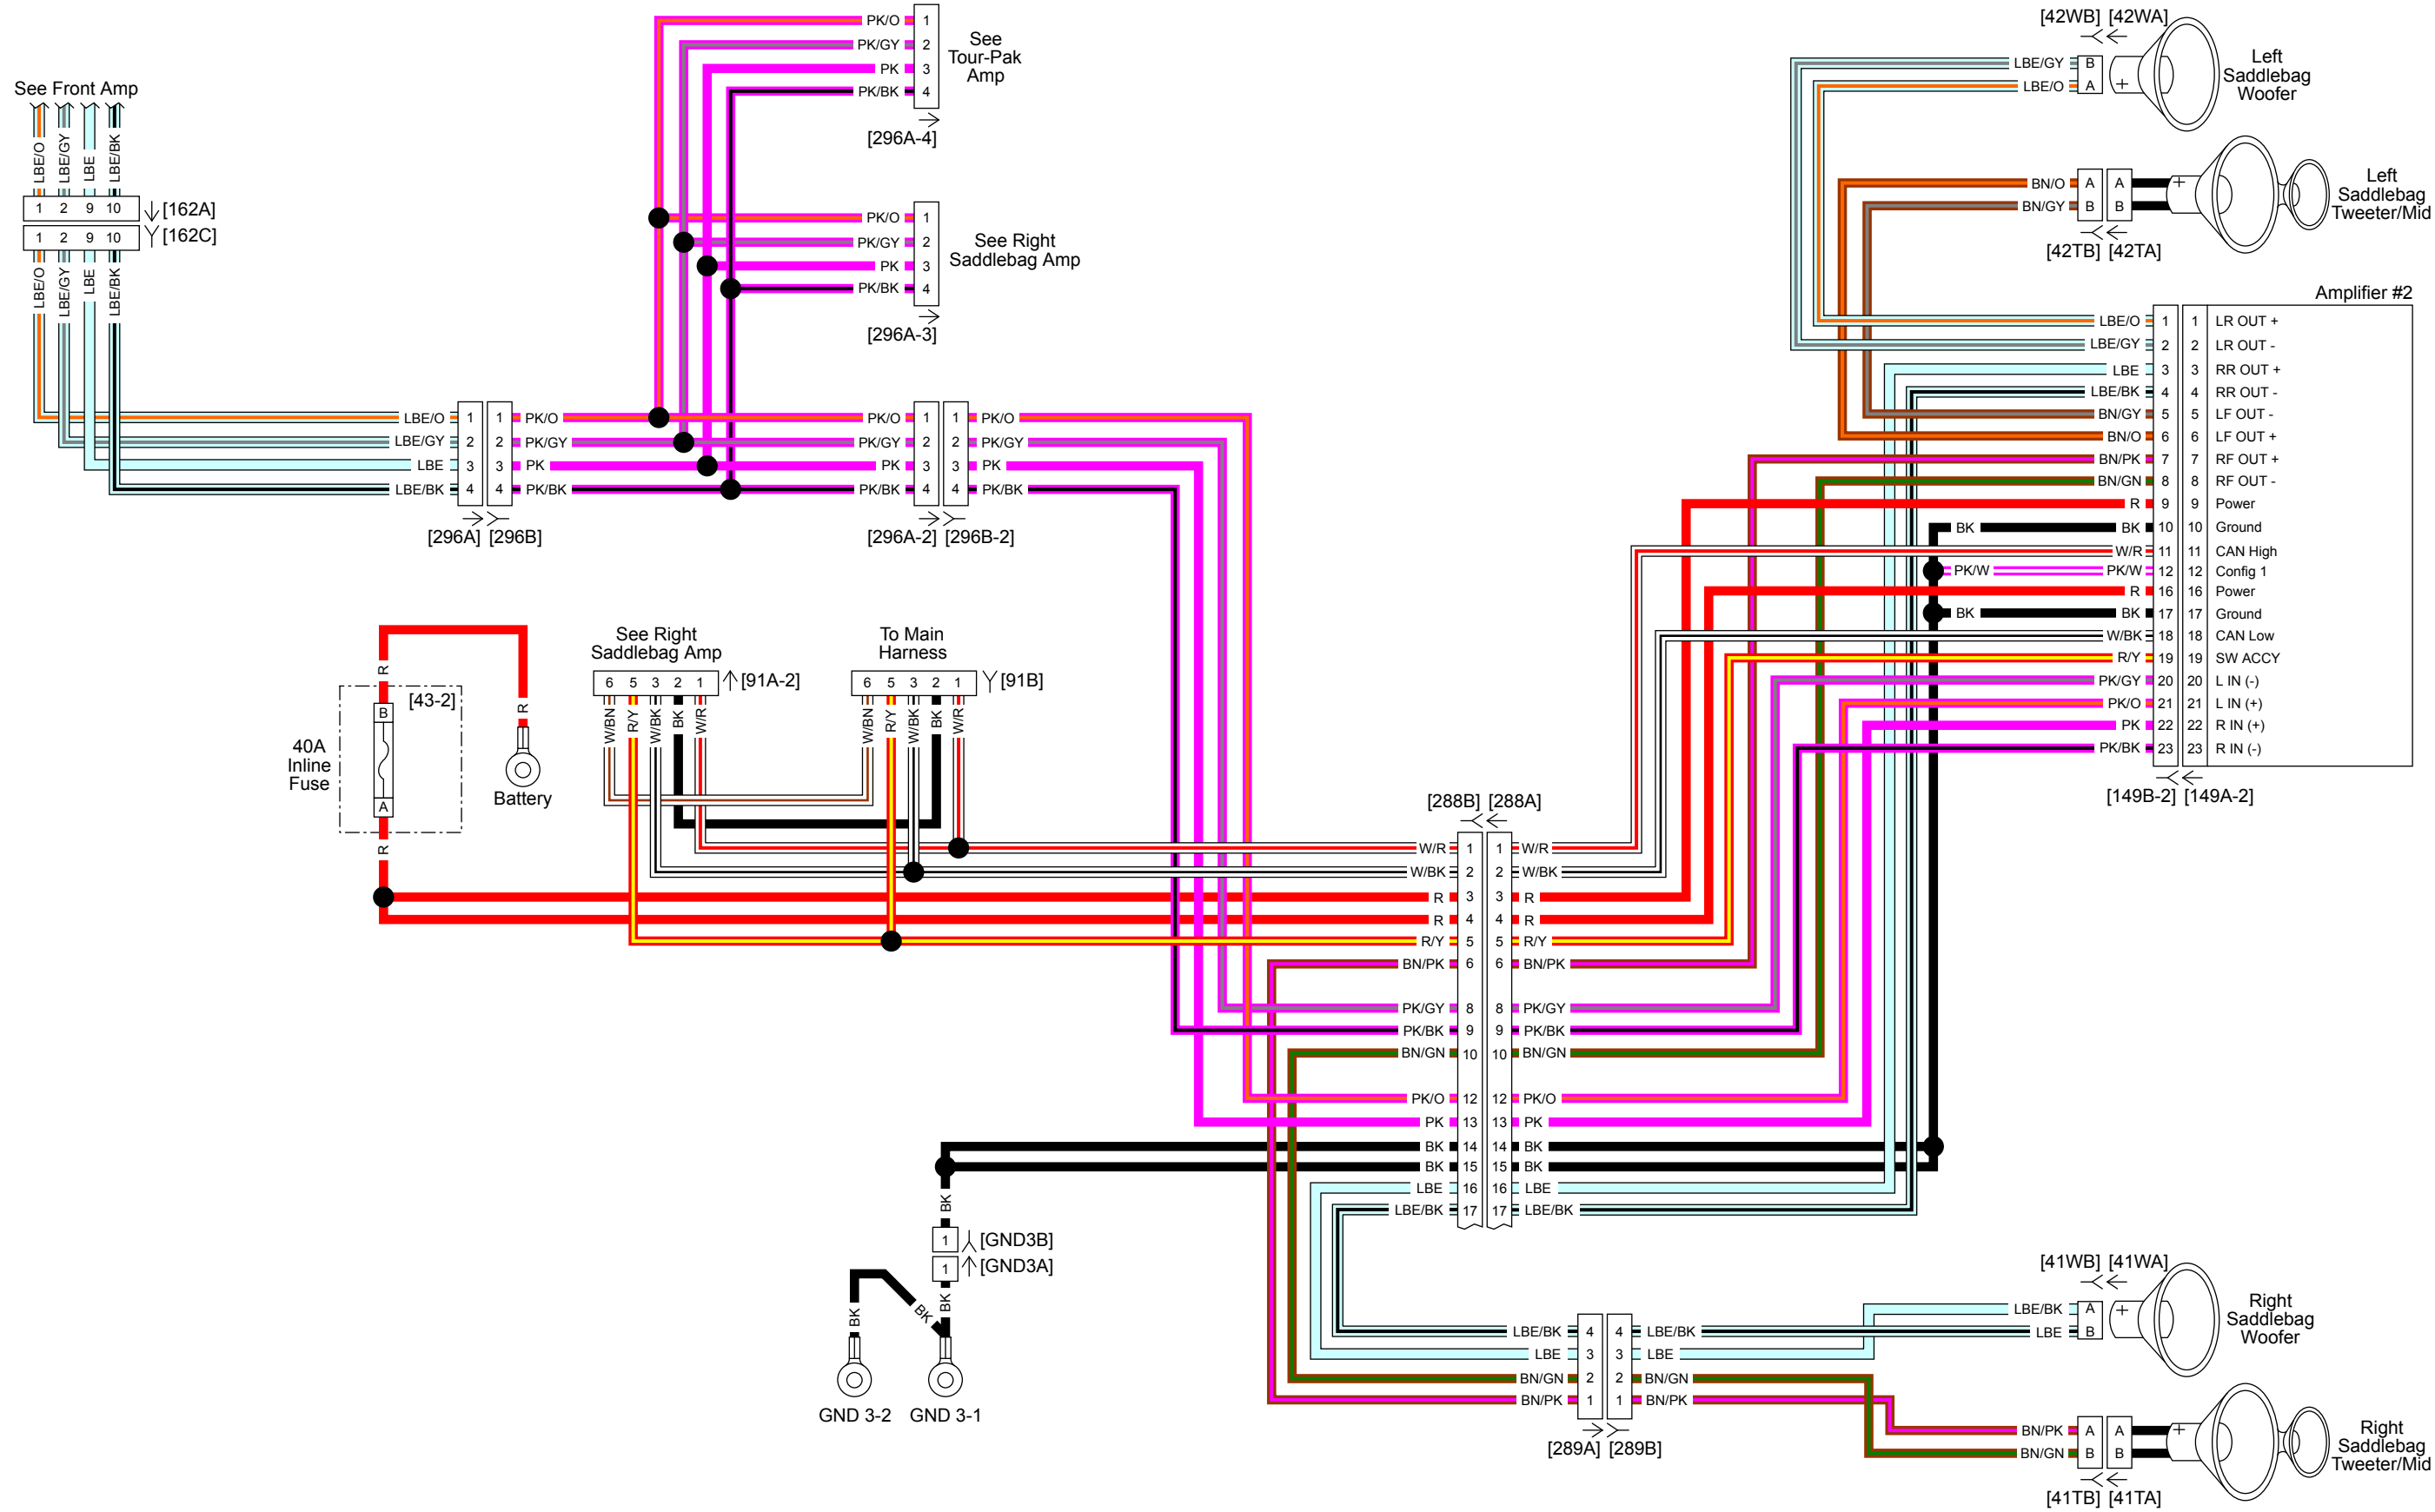 See Front Amp
LBE/O
LBE/GY
LBE
LBE/BK
1 2 9 10 [162A]
1 2 9 10 [162C]
LBE/O
LBE/GY
LBE
LBE/BK
PK/O 1
PK/GY 2
PK 3
PK/BK 4
See
Tour-Pak
Amp
[296A-4]
PK/O 1
PK/GY 2
PK 3
PK/BK 4
See Right
Saddlebag Amp
[296A-3]
LBE/O 1 1 PK/O
LBE/GY 2 2 PK/GY
LBE 3 3 PK
LBE/BK 4 4 PK/BK
[296A] [296B]
PK/O 1 1 PK/O
PK/GY 2 2 PK/GY
PK 3 3 PK
PK/BK 4 4 PK/BK
[296A-2] [296B-2]
R
[43-2]
B
40A
Inline
Fuse
A
R
R
Battery
See Right
Saddlebag Amp
6 5 3 2 1 [91A-2]
W/BN
R/Y
W/BK
BK
W/R
To Main
Harness
6 5 3 2 1 [91B]
W/BN
R/Y
W/BK
BK
W/R
[288B] [288A]
W/R 1 1 W/R
W/BK 2 2 W/BK
R 3 3 R
R 4 4 R
R/Y 5 5 R/Y
BN/PK 6 6 BN/PK
PK/GY 8 8 PK/GY
PK/BK 9 9 PK/BK
BN/GN 10 10 BN/GN
PK/O 12 12 PK/O
PK 13 13 PK
BK 14 14 BK
BK 15 15 BK
LBE 16 16 LBE
LBE/BK 17 17 LBE/BK
BK
1 [GND3B]
1 [GND3A]
BK
BK
BK
GND 3-2 GND 3-1
[42WB] [42WA]
LBE/GY B
LBE/O A +
Left
Saddlebag
Woofer
BN/O A A +
BN/GY B B
[42TB] [42TA]
Left
Saddlebag
Tweeter/Mid
Amplifier #2
LBE/O 1 1 LR OUT +
LBE/GY 2 2 LR OUT -
LBE 3 3 RR OUT +
LBE/BK 4 4 RR OUT -
BN/GY 5 5 LF OUT -
BN/O 6 6 LF OUT +
BN/PK 7 7 RF OUT +
BN/GN 8 8 RF OUT -
R 9 9 Power
BK BK 10 10 Ground
W/R 11 11 CAN High
PK/W PK/W 12 12 Config 1
R 16 16 Power
BK BK 17 17 Ground
W/BK 18 18 CAN Low
R/Y 19 19 SW ACCY
PK/GY 20 20 L IN (-)
PK/O 21 21 L IN (+)
PK 22 22 R IN (+)
PK/BK 23 23 R IN (-)
[149B-2] [149A-2]
LBE/BK 4 4 LBE/BK
LBE 3 3 LBE
BN/GN 2 2 BN/GN
BN/PK 1 1 BN/PK
[289A] [289B]
[41WB] [41WA]
LBE/BK A +
LBE B
Right
Saddlebag
Woofer
BN/PK A A +
BN/GN B B
[41TB] [41TA]
Right
Saddlebag
Tweeter/Mid